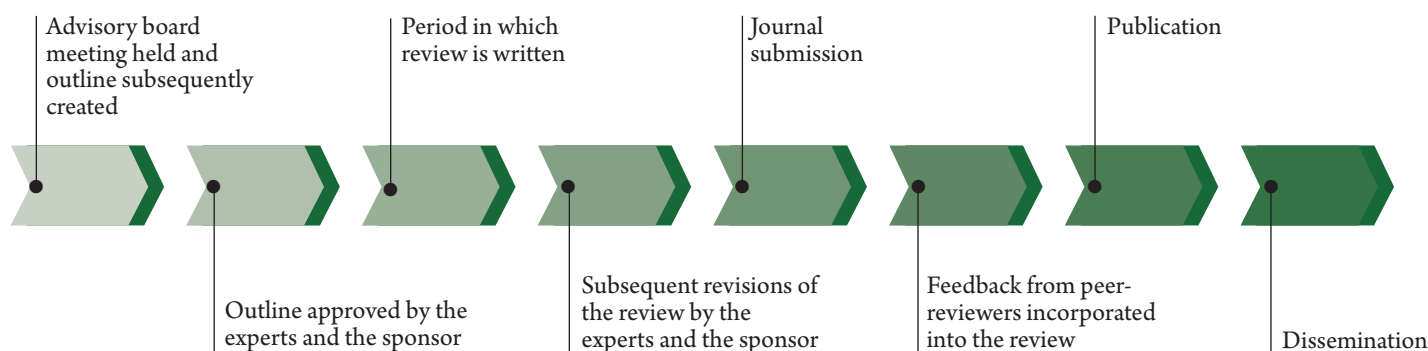 Advisory board
meeting held and
outline subsequently
created
Outline approved by the
experts and the sponsor
Period in which
review is written
Subsequent revisions of
the review by the
experts and the sponsor
Journal
submission
Feedback from peer-
reviewers incorporated
into the review
Publication
Dissemination